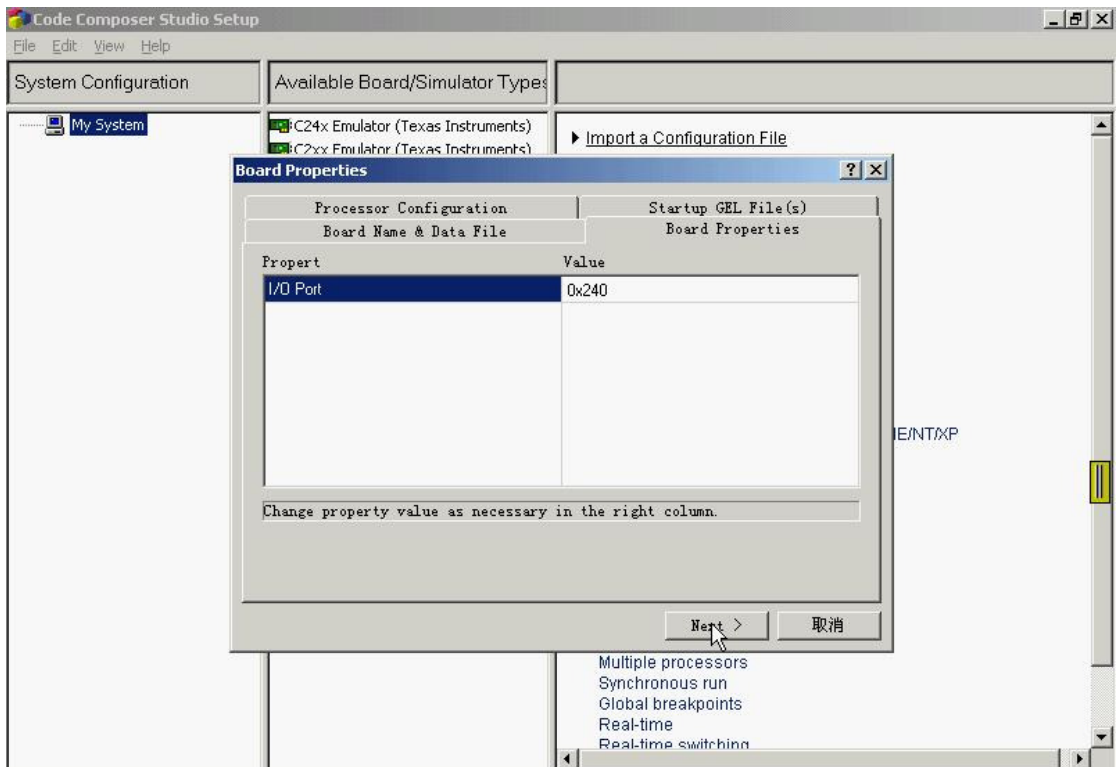 Code Composer Studio Setup
File Edit View Help
System Configuration
Available Board/Simulator Types
My System
C24x Emulator (Texas Instruments)
C2xx Emulator (Texas Instruments)
Import a Configuration File
Board Properties
Processor Configuration
Startup GEL File(s)
Board Name & Data File
Board Properties
Propert Value
I/O Port 0x240
Change property value as necessary in the right column.
Next > 取消
E/NT/XP
Multiple processors
Synchronous run
Global breakpoints
Real-time
Real-time switching